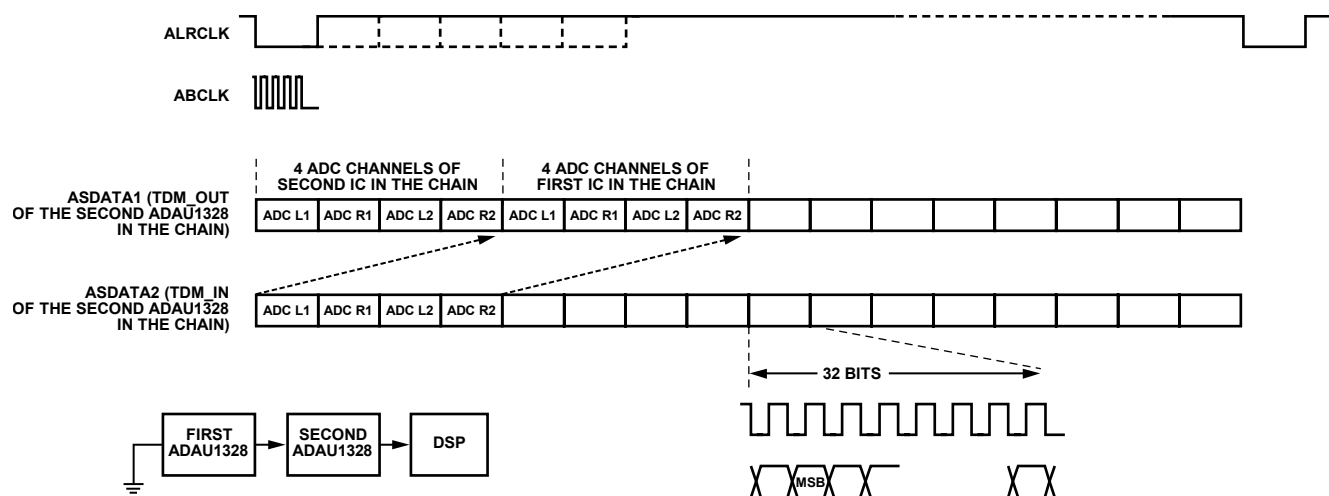 ALRCLK
ABCLK
4 ADC CHANNELS OF
SECOND IC IN THE CHAIN
4 ADC CHANNELS OF
FIRST IC IN THE CHAIN
ASDATA1 (TDM_OUT
OF THE SECOND ADAU1328
IN THE CHAIN)
ADC L1 ADC R1 ADC L2 ADC R2 ADC L1 ADC R1 ADC L2 ADC R2
ASDATA2 (TDM_IN
OF THE SECOND ADAU1328
IN THE CHAIN)
ADC L1 ADC R1 ADC L2 ADC R2
32 BITS
FIRST
ADAU1328
SECOND
ADAU1328
DSP
MSB